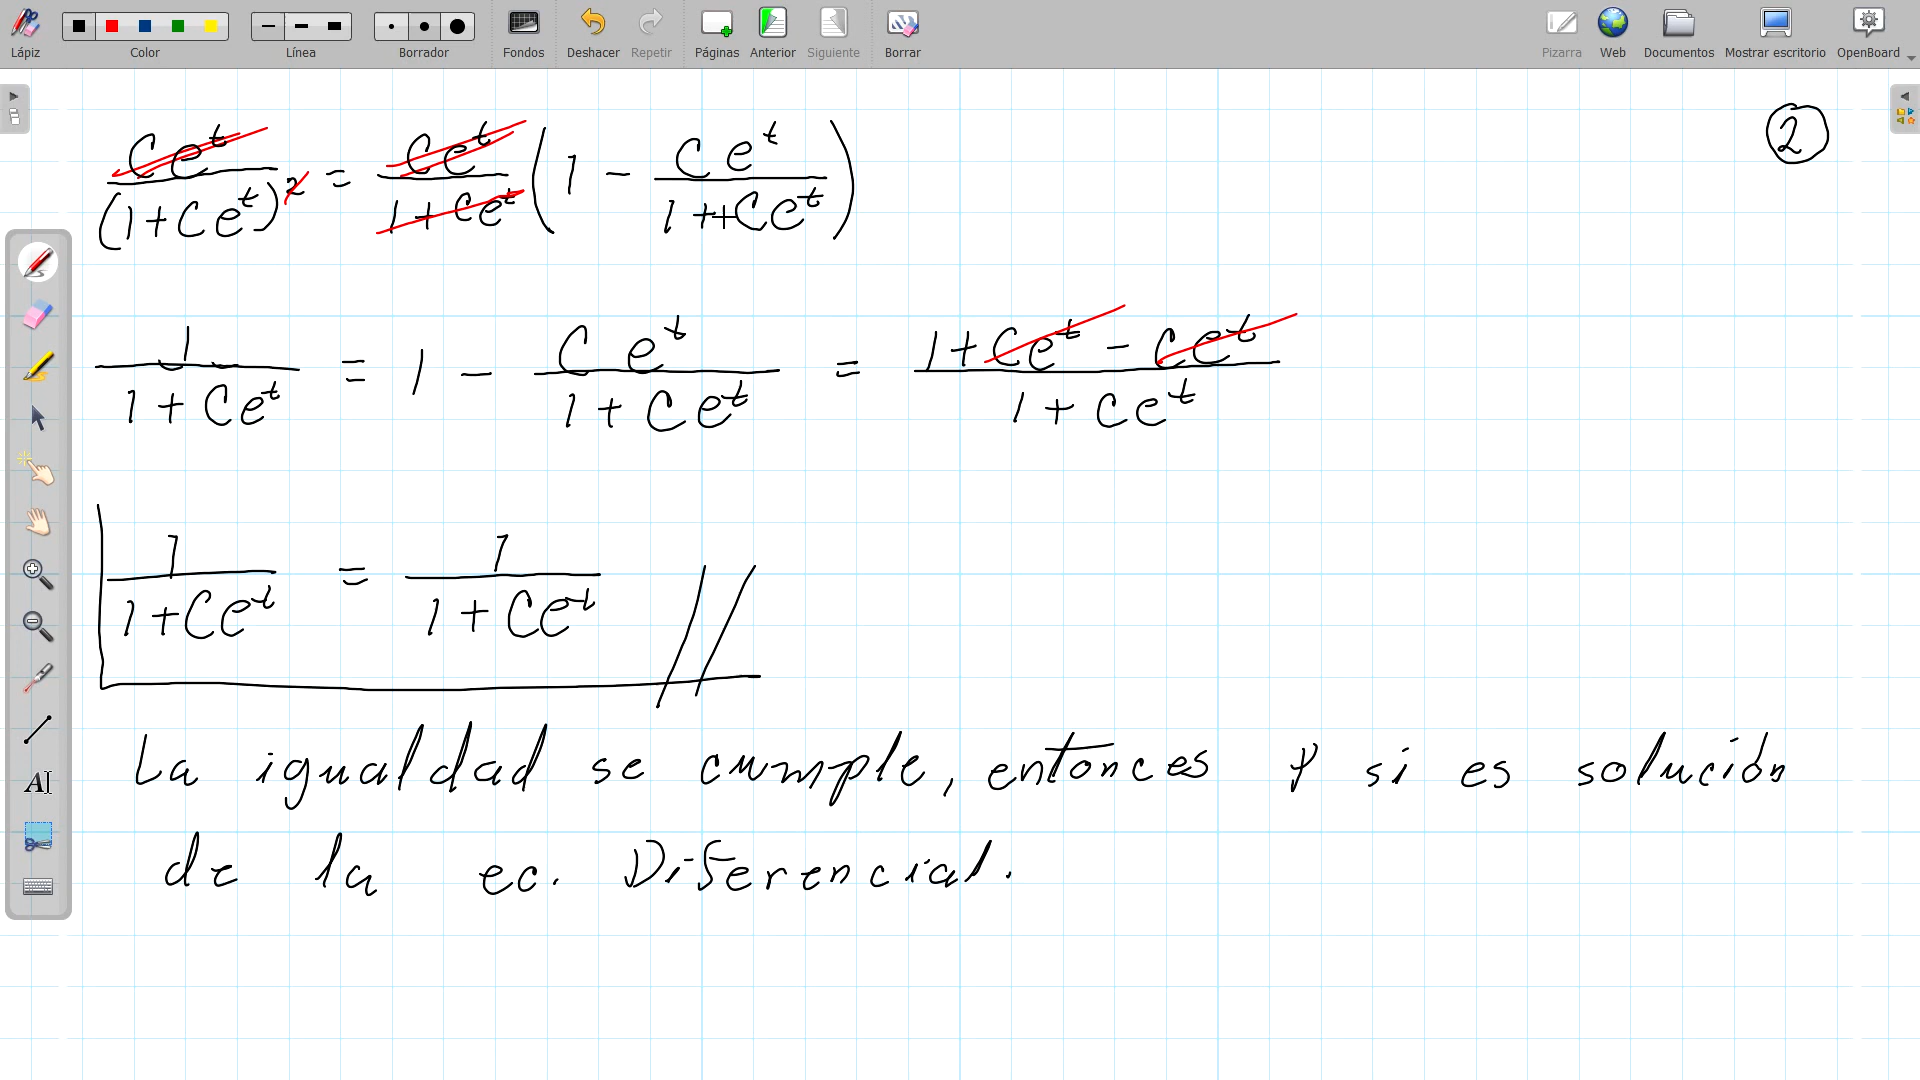 Lápiz Color Línea Borrador Fondos Deshacer Repetir Páginas Anterior Siguiente Borrar Pizarra Web Documentos Mostrar escritorio OpenBoard
2
Ce^t/(1+Ce^t)^2 = Ce^t/(1+Ce^t) (1 - Ce^t/(1+Ce^t))
1/(1+Ce^t) = 1 - Ce^t/(1+Ce^t) = (1+Ce^t-Ce^t)/(1+Ce^t)
1/(1+Ce^t) = 1/(1+Ce^t) //
La igualdad se cumple, entonces y si es solución
de la ec. Diferencial.